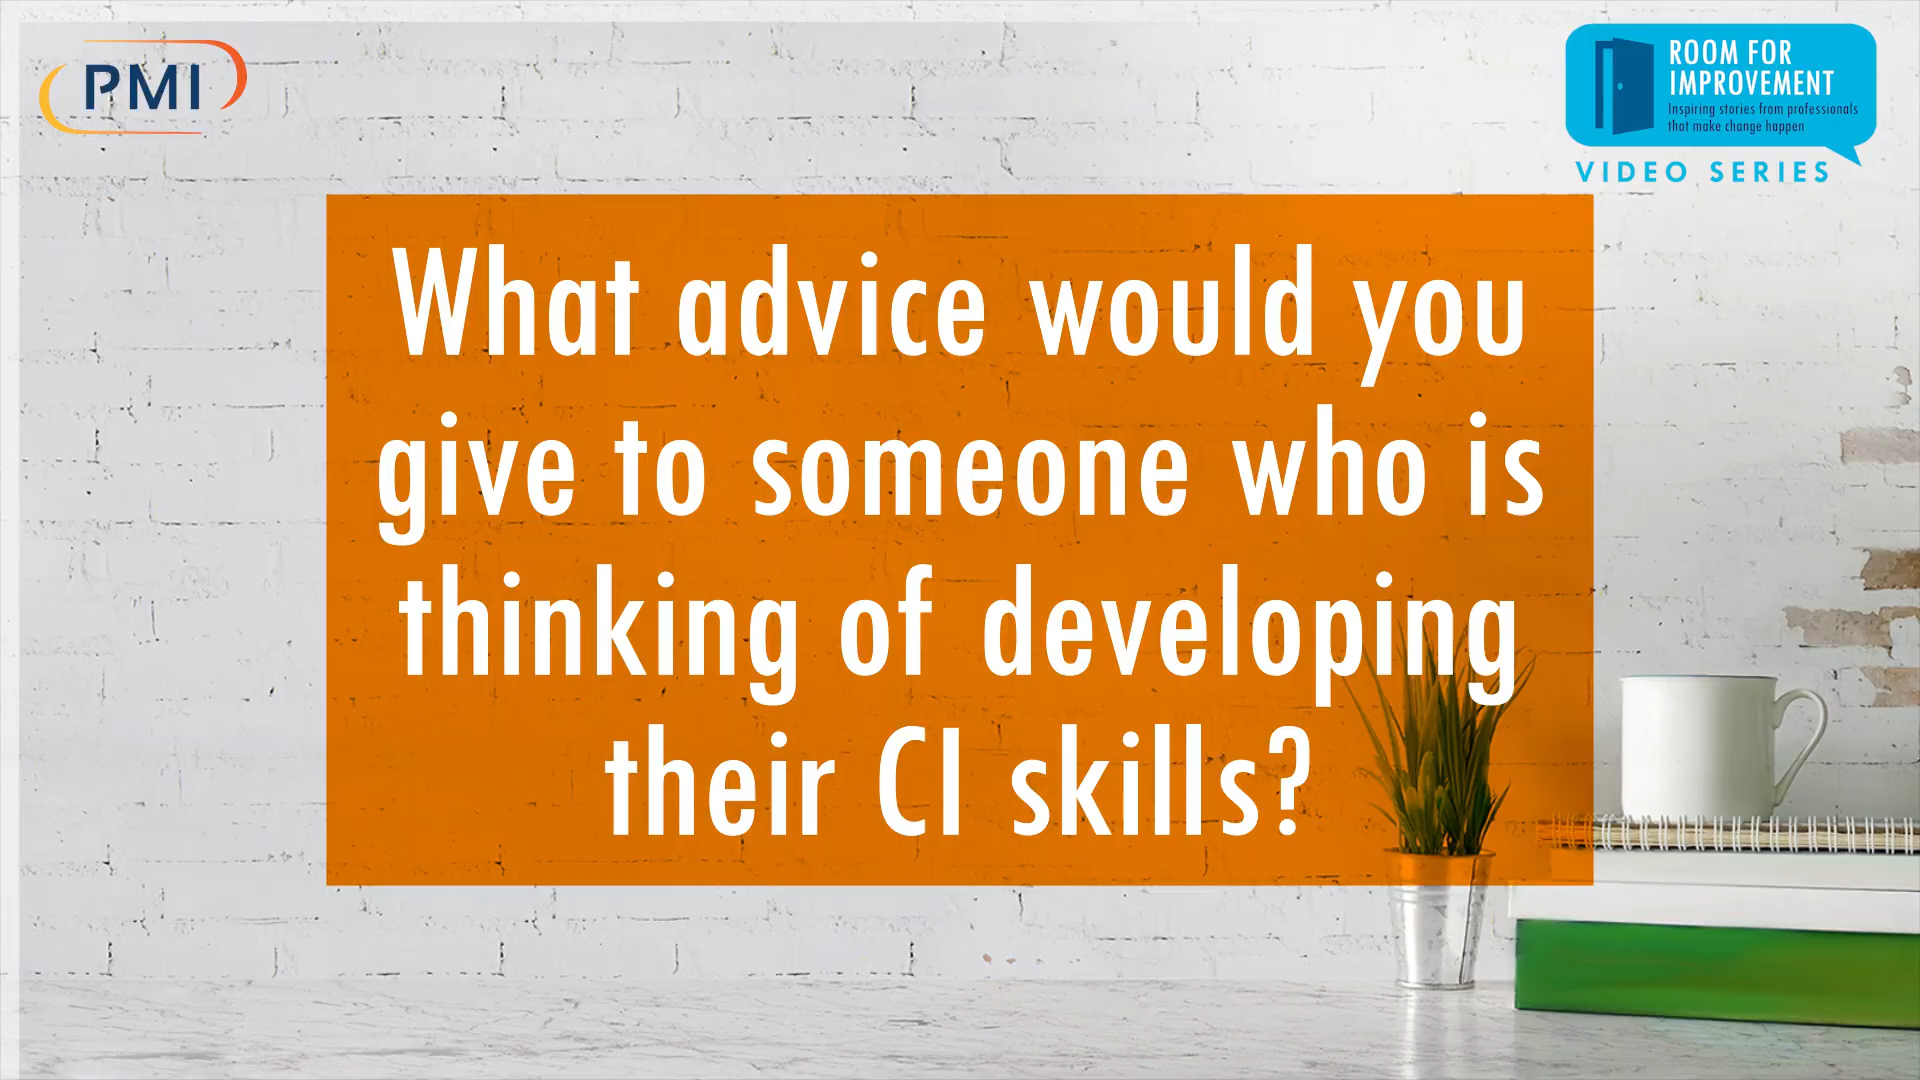 PMI
ROOM FOR
IMPROVEMENT
Inspiring stories from professionals
that make change happen
VIDEO SERIES
What advice would you
give to someone who is
thinking of developing
their CI skills?